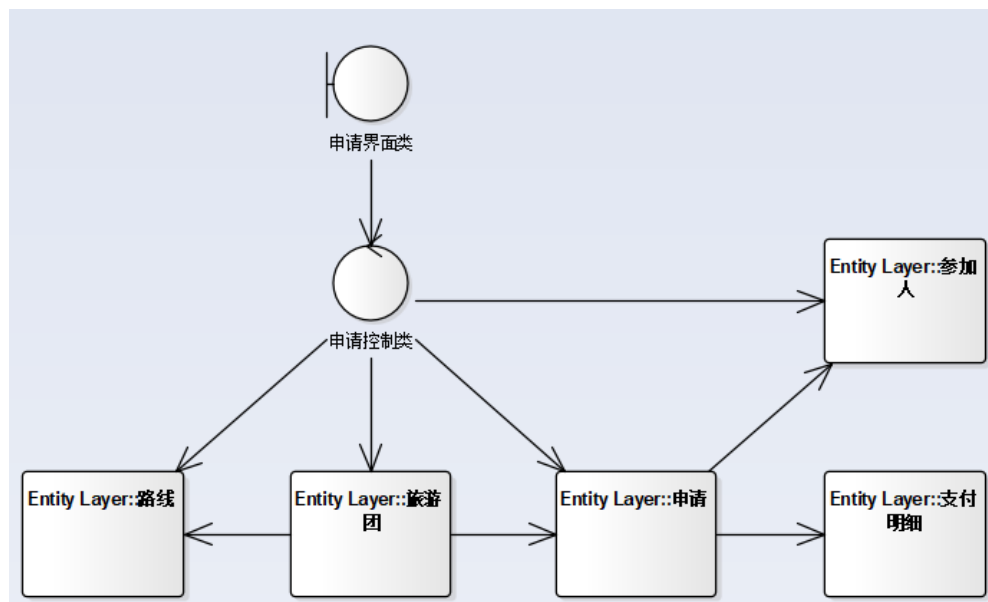 申请界面类
Entity Layer::参加
人
申请控制类
Entity Layer::路线
Entity Layer::旅游
团
Entity Layer::申请
Entity Layer::支付
明细